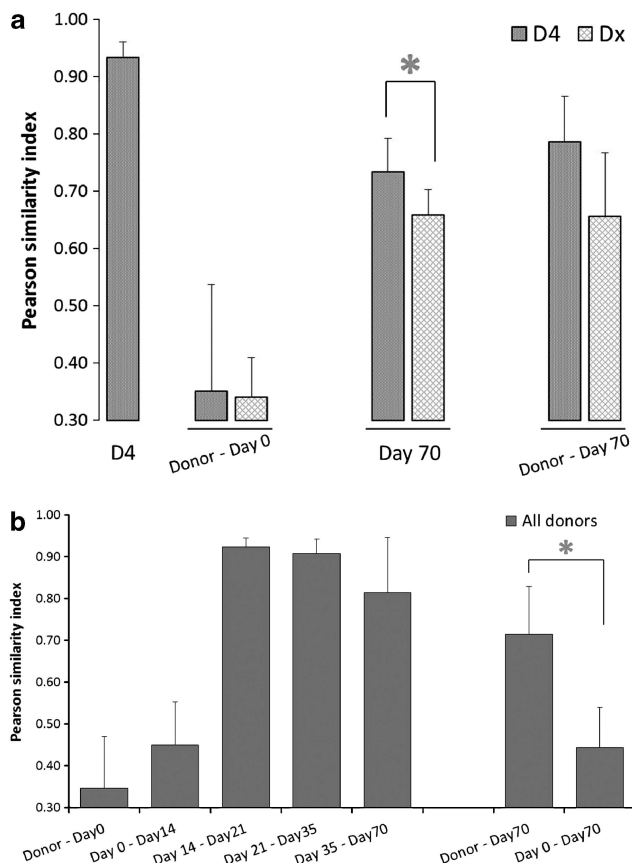 a
Pearson similarity index
1.00
0.90
0.80
0.70
0.60
0.50
0.40
0.30
D4 Dx
*
D4
Donor - Day 0
Day 70
Donor - Day 70
b
Pearson similarity index
1.00
0.90
0.80
0.70
0.60
0.50
0.40
0.30
All donors
*
Donor - Day0
Day 0 - Day14
Day 14 - Day21
Day 21 - Day35
Day 35 - Day70
Donor - Day70
Day 0 - Day70